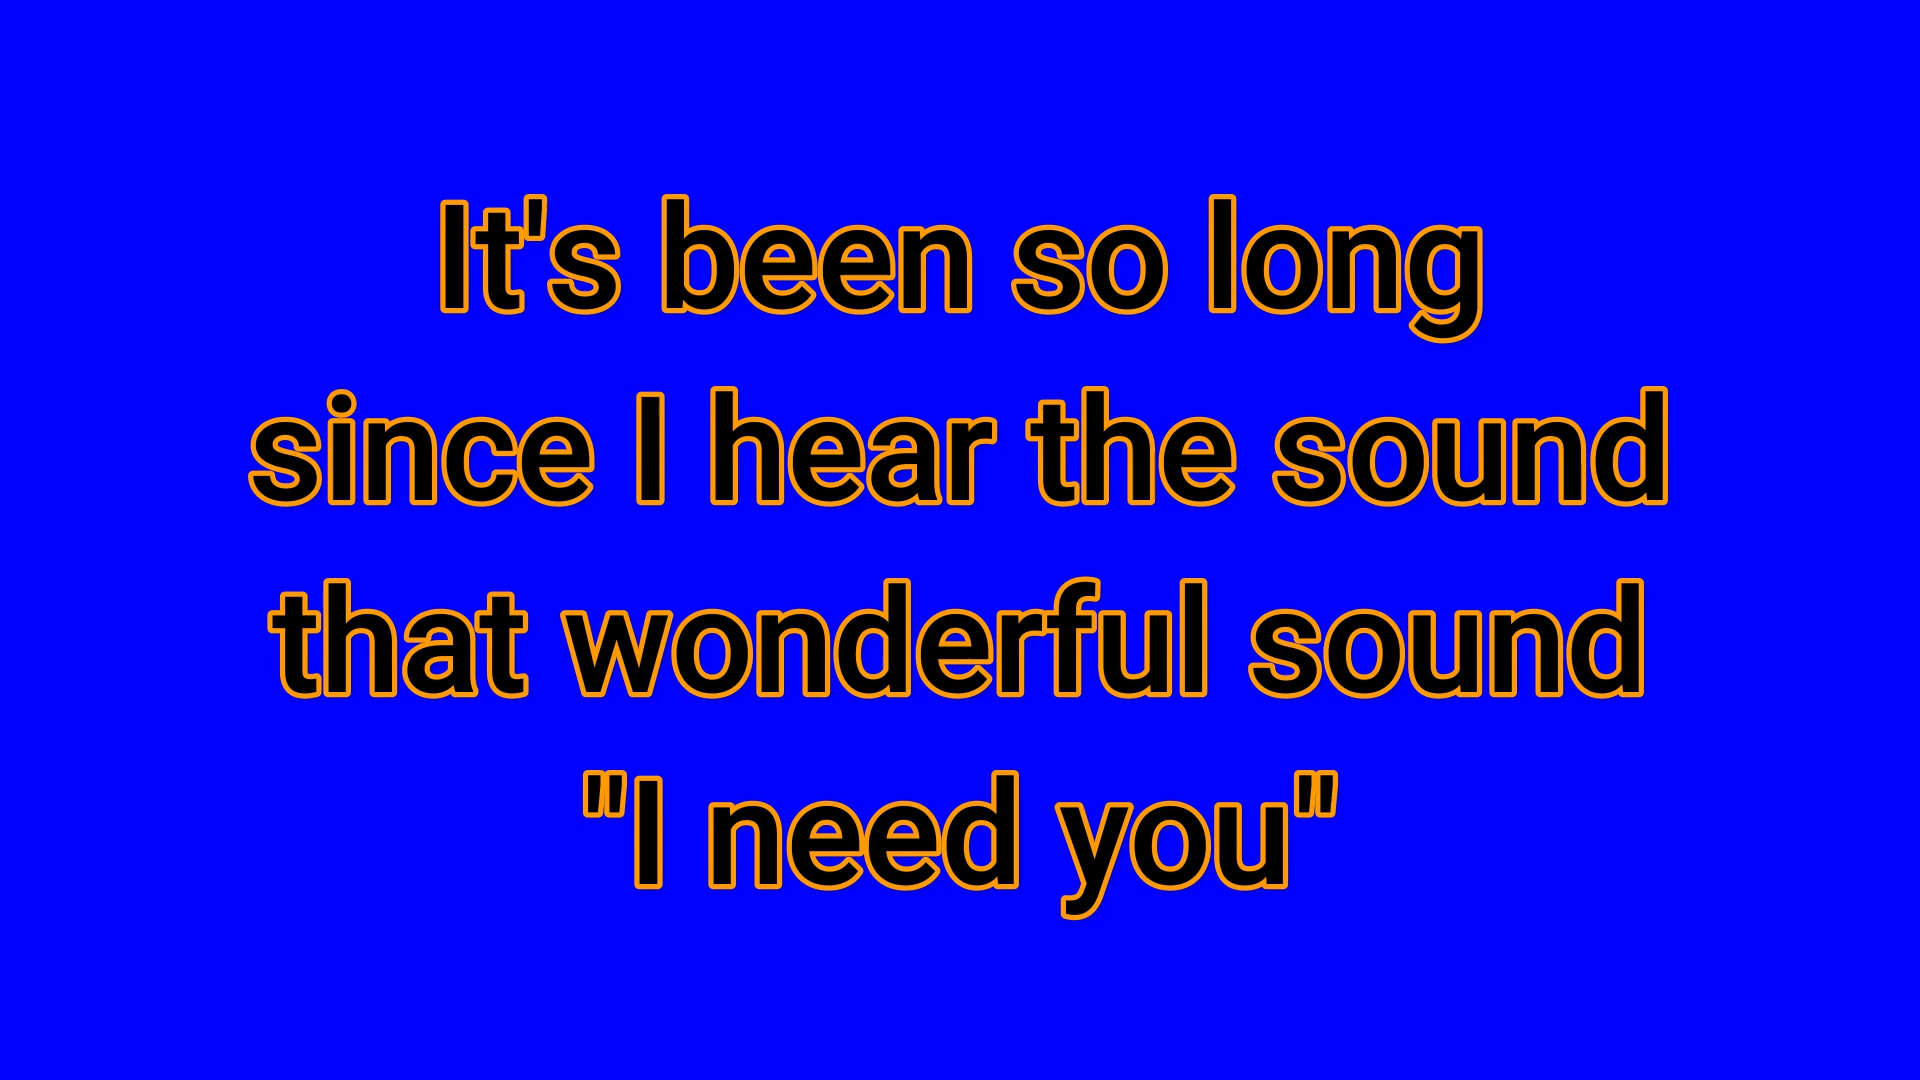 It's been so long
since I hear the sound
that wonderful sound
"I need you"